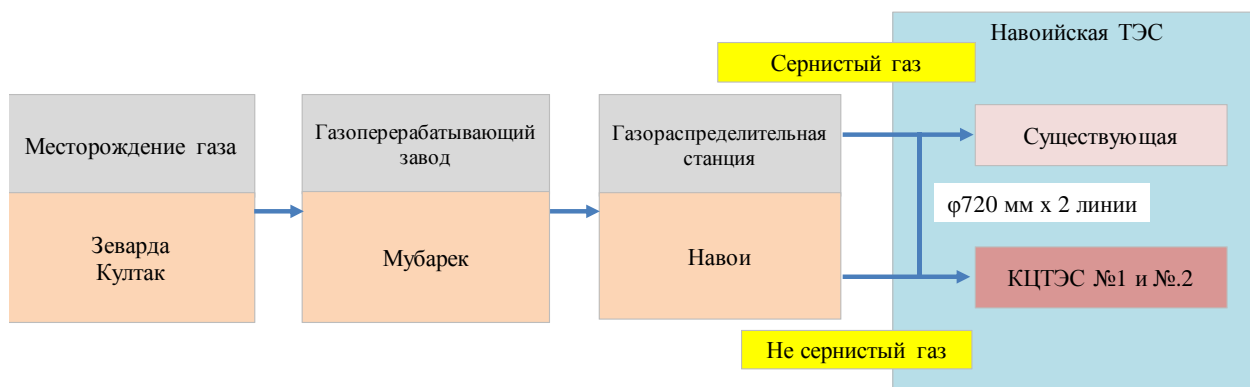 Навоийская ТЭС
Сернистый газ
Месторождение газа
Газоперерабатывающий
завод
Газораспределительная
станция
Существующая
φ720 мм x 2 линии
Зеварда
Култак
Мубарек
Навои
КЦТЭС №1 и №.2
Не сернистый газ